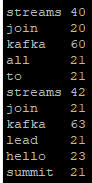 streams 40
join 20
kafka 60
all 21
to 21
streams 42
join 21
kafka 63
lead 21
hello 23
summit 21